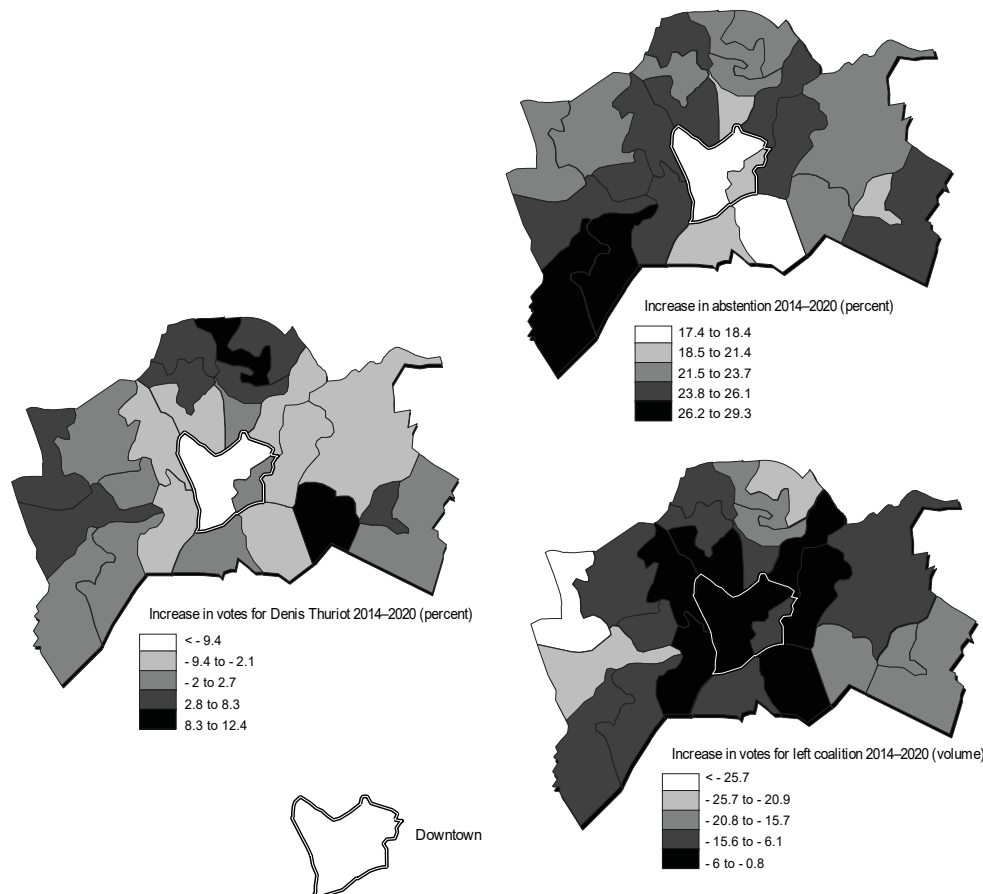 Increase in abstention 2014–2020 (percent)
17.4 to 18.4
18.5 to 21.4
21.5 to 23.7
23.8 to 26.1
26.2 to 29.3
Increase in votes for Denis Thuriot 2014–2020 (percent)
< - 9.4
- 9.4 to - 2.1
- 2 to 2.7
2.8 to 8.3
8.3 to 12.4
Increase in votes for left coalition 2014–2020 (volume)
< - 25.7
- 25.7 to - 20.9
- 20.8 to - 15.7
- 15.6 to - 6.1
- 6 to - 0.8
Downtown